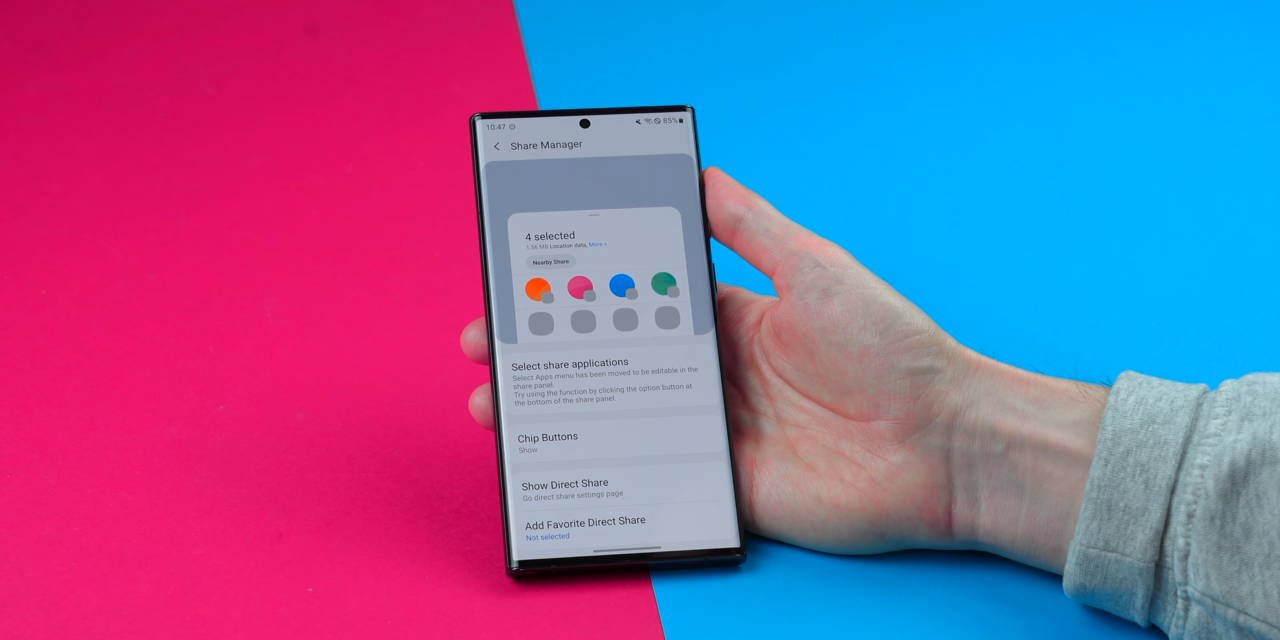 10:47 85%
Share Manager
4 selected
1.56 MB Location data, More >
Nearby Share
Select share applications
Select Apps menu has been moved to be editable in the
share panel.
Try using the function by clicking the option button at
the bottom of the share panel.
Chip Buttons
Show
Show Direct Share
Go direct share settings page
Add Favorite Direct Share
Not selected